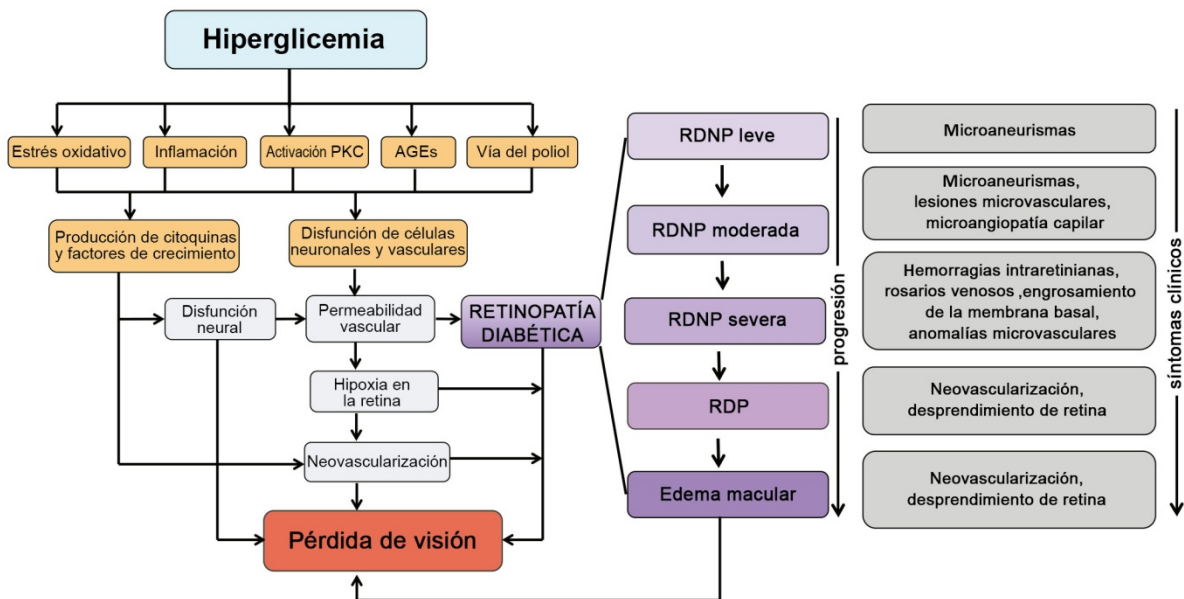 Hiperglicemia
Estrés oxidativo
Inflamación
Activación PKC
AGEs
Vía del poliol
Producción de citoquinas
y factores de crecimiento
Disfunción de células
neuronales y vasculares
Disfunción
neural
Permeabilidad
vascular
RETINOPATÍA
DIABÉTICA
Hipoxia en
la retina
Neovascularización
Pérdida de visión
RDNP leve
RDNP moderada
RDNP severa
RDP
Edema macular
progresión
Microaneurismas
Microaneurismas,
lesiones microvasculares,
microangiopatía capilar
Hemorragias intraretinianas,
rosarios venosos ,engrosamiento
de la membrana basal,
anomalías microvasculares
Neovascularización,
desprendimiento de retina
Neovascularización,
desprendimiento de retina
síntomas clínicos